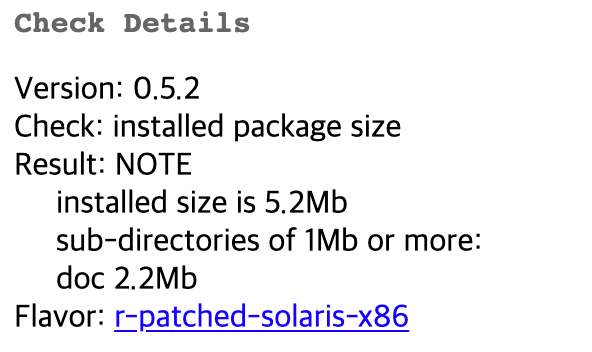 Check Details
Version: 0.5.2
Check: installed package size
Result: NOTE
installed size is 5.2Mb
sub-directories of 1Mb or more:
doc 2.2Mb
Flavor: r-patched-solaris-x86